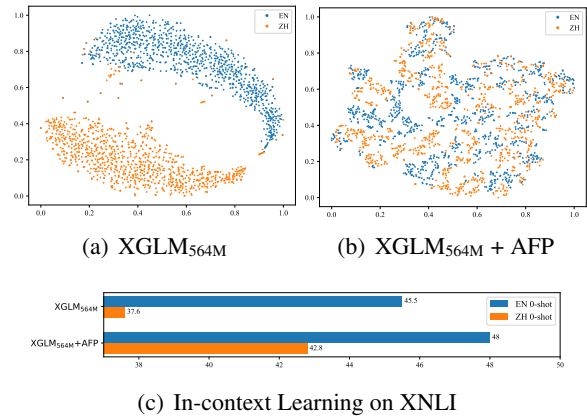 EN
ZH
1.0
0.8
0.6
0.4
0.2
0.0
0.0 0.2 0.4 0.6 0.8 1.0
(a) XGLM564M
EN
ZH
1.0
0.8
0.6
0.4
0.2
0.0
0.0 0.2 0.4 0.6 0.8 1.0
(b) XGLM564M + AFP
XGLM564M
45.5
37.6
EN 0-shot
ZH 0-shot
XGLM564M+AFP
48
42.8
38 40 42 44 46 48 50
(c) In-context Learning on XNLI